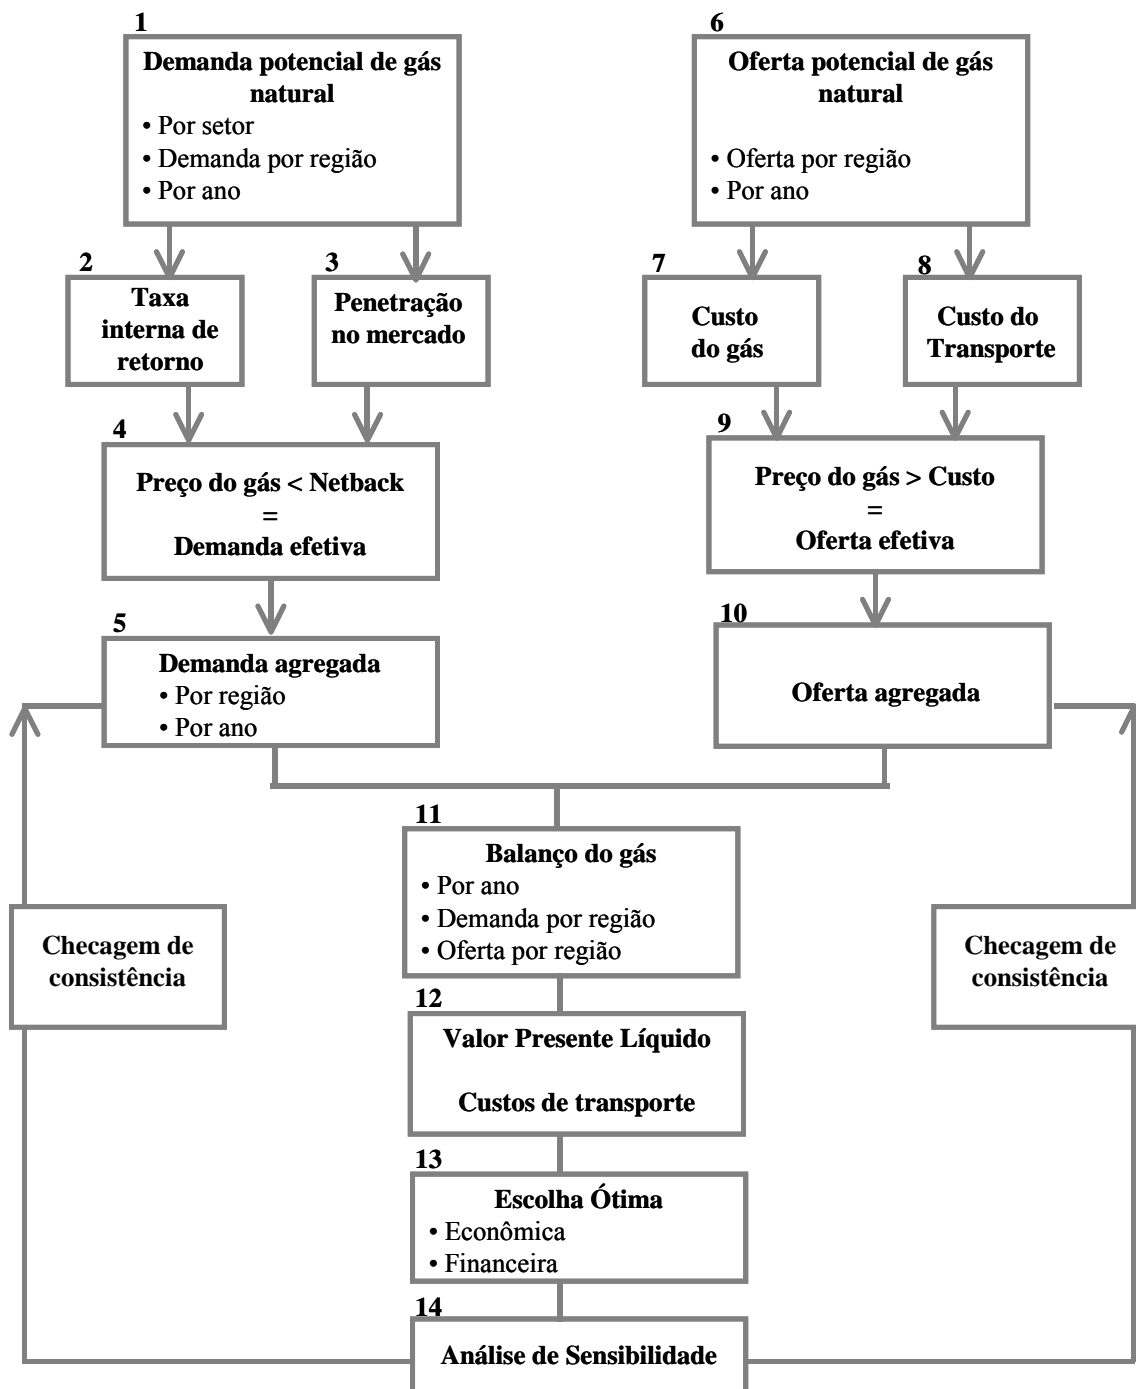 1
Demanda potencial de gás
natural
• Por setor
• Demanda por região
• Por ano
6
Oferta potencial de gás
natural
• Oferta por região
• Por ano
2
Taxa
interna de
retorno
3
Penetração
no mercado
7
Custo
do gás
8
Custo do
Transporte
4
Preço do gás < Netback
=
Demanda efetiva
9
Preço do gás > Custo
=
Oferta efetiva
5
Demanda agregada
• Por região
• Por ano
10
Oferta agregada
11
Balanço do gás
• Por ano
• Demanda por região
• Oferta por região
Checagem de
consistência
Checagem de
consistência
12
Valor Presente Líquido
Custos de transporte
13
Escolha Ótima
• Econômica
• Financeira
14
Análise de Sensibilidade